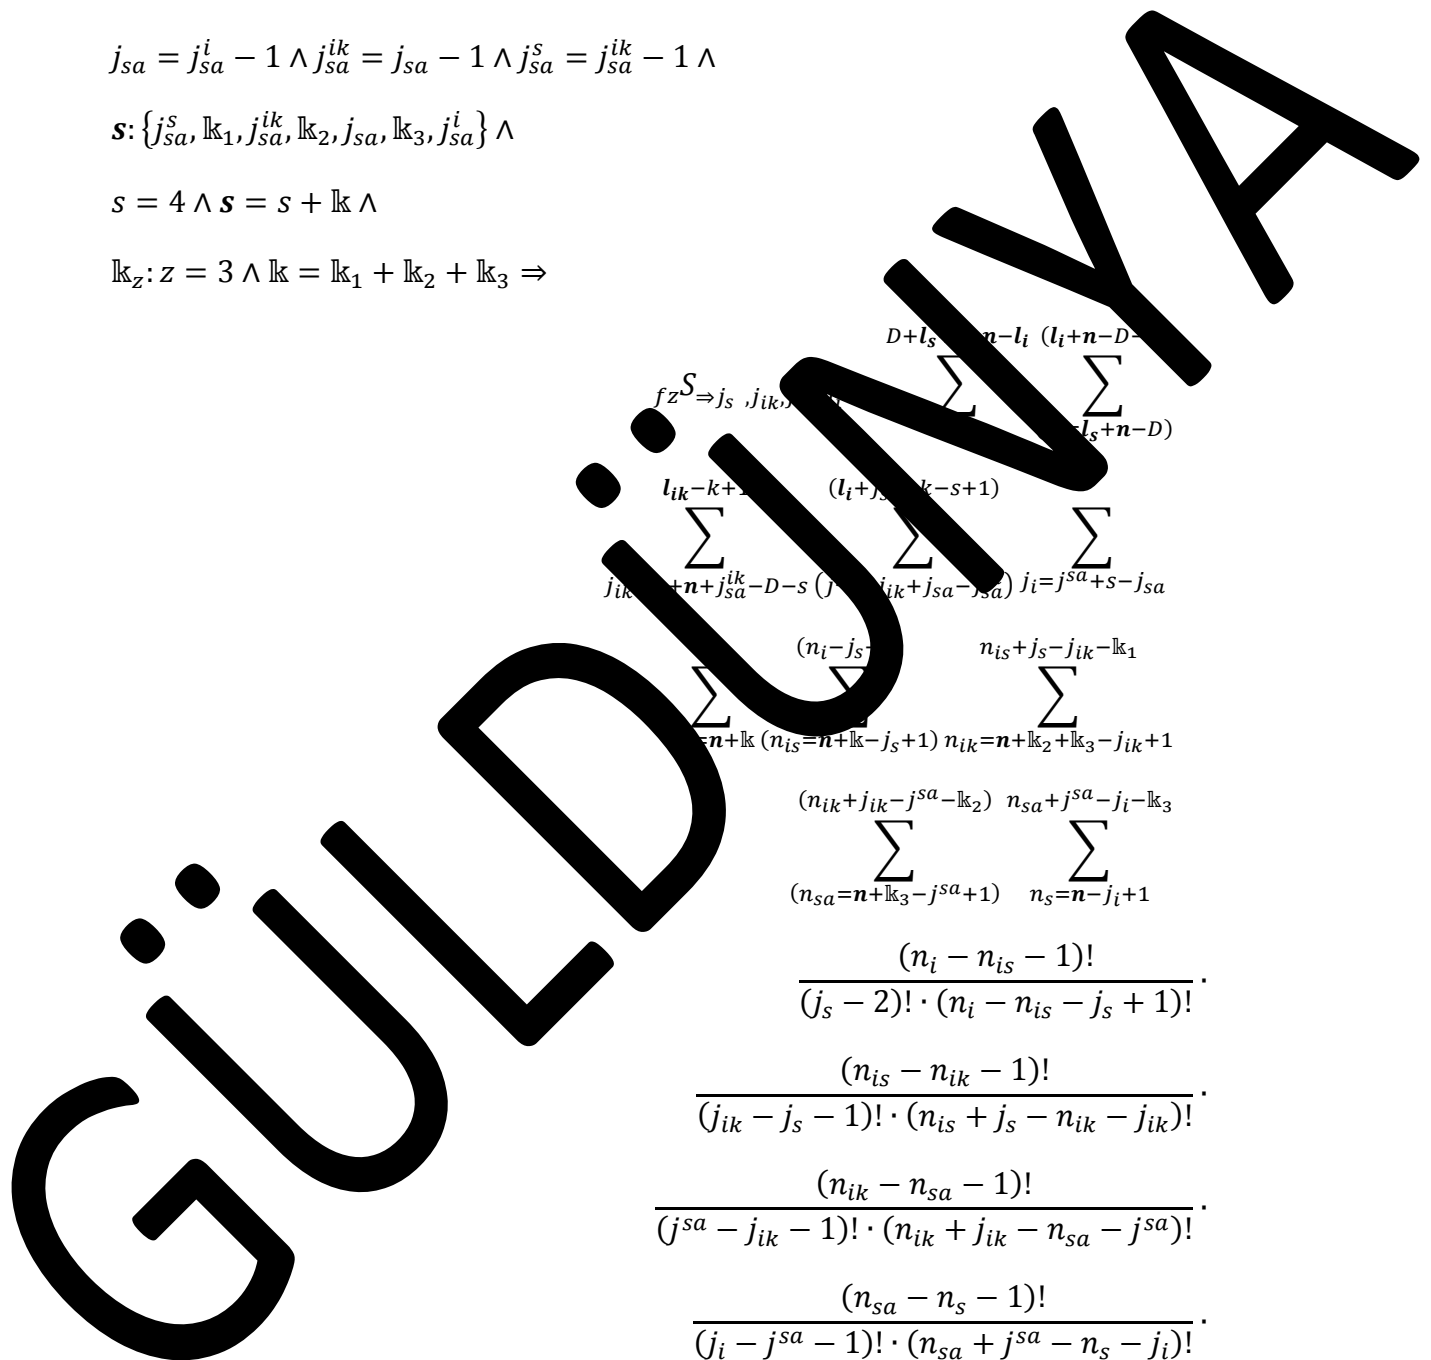 j_{sa} = j_{sa}^{i} − 1 ∧ j_{sa}^{ik} = j_{sa} − 1 ∧ j_{sa}^{s} = j_{sa}^{ik} − 1 ∧
s: {j_{sa}^{s}, 𝕜_1, j_{sa}^{ik}, 𝕜_2, j_{sa}, 𝕜_3, j_{sa}^{i}} ∧
s = 4 ∧ s = s + 𝕜 ∧
𝕜_z: z = 3 ∧ 𝕜 = 𝕜_1 + 𝕜_2 + 𝕜_3 ⇒
D+l_s n−l_i (l_i+n−D−
_{fz}S_{⇒j_s ,j_{ik},} ∑ ∑
l_s+n−D)
l_{ik}−k+1 (l_i+j k−s+1)
∑ ∑ ∑
j_{ik} +n+j_{sa}^{ik}−D−s (j j_{ik}+j_{sa}−j_{sa}) j_i=j^{sa}+s−j_{sa}
(n_i−j_s n_{is}+j_s−j_{ik}−𝕜_1
∑ ∑ ∑
=n+𝕜 (n_{is}=n+𝕜−j_s+1) n_{ik}=n+𝕜_2+𝕜_3−j_{ik}+1
(n_{ik}+j_{ik}−j^{sa}−𝕜_2) n_{sa}+j^{sa}−j_i−𝕜_3
∑ ∑
(n_{sa}=n+𝕜_3−j^{sa}+1) n_s=n−j_i+1
(n_i − n_{is} − 1)!
(j_s − 2)! · (n_i − n_{is} − j_s + 1)! ·
(n_{is} − n_{ik} − 1)!
(j_{ik} − j_s − 1)! · (n_{is} + j_s − n_{ik} − j_{ik})! ·
(n_{ik} − n_{sa} − 1)!
(j^{sa} − j_{ik} − 1)! · (n_{ik} + j_{ik} − n_{sa} − j^{sa})! ·
(n_{sa} − n_s − 1)!
(j_i − j^{sa} − 1)! · (n_{sa} + j^{sa} − n_s − j_i)! ·
GÜLDÜNYA